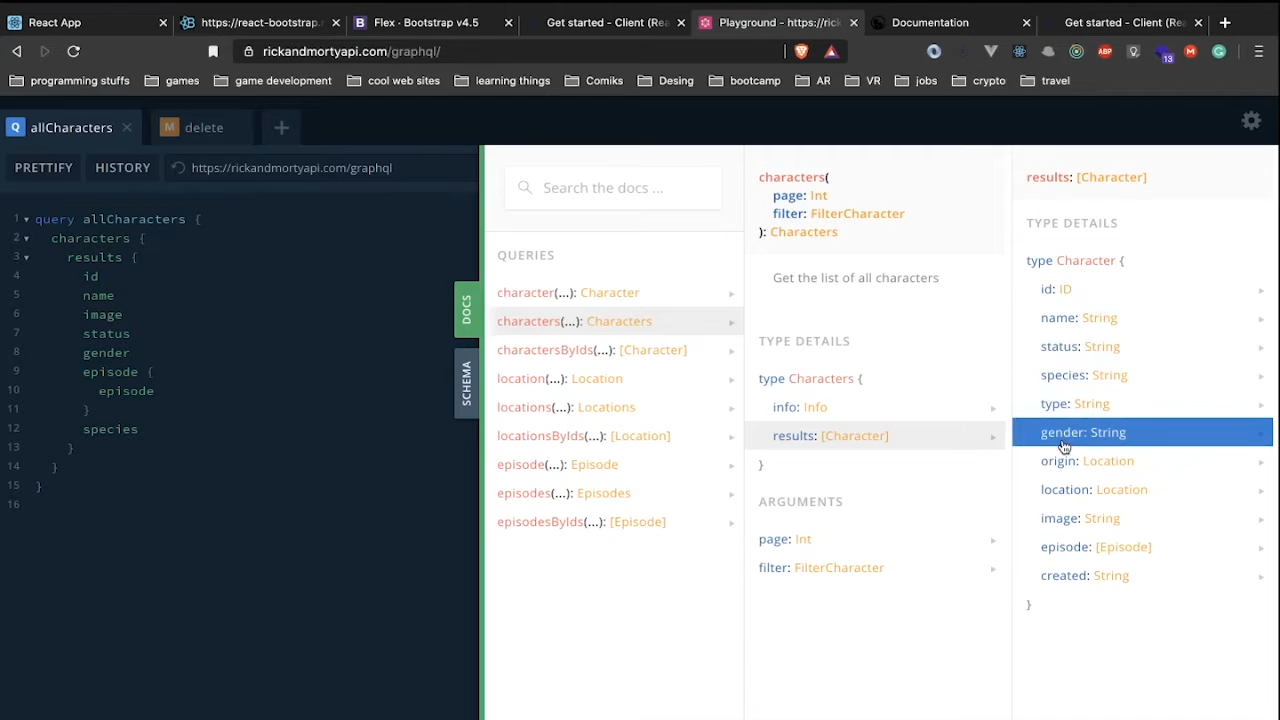 React App
https://react-bootstrap.r
Flex · Bootstrap v4.5
Get started - Client (Rea
Playground - https://rick
Documentation
Get started - Client (Rea
rickandmortyapi.com/graphql/
ABP
13
M
G
programming stuffs
games
game development
cool web sites
learning things
Comiks
Desing
bootcamp
AR
VR
jobs
crypto
travel
Q allCharacters
M delete
PRETTIFY
HISTORY
https://rickandmortyapi.com/graphql
1 query allCharacters {
2 characters {
3 results {
4 id
5 name
6 image
7 status
8 gender
9 episode {
10 episode
11 }
12 species
13 }
14 }
15 }
16
DOCS
SCHEMA
Search the docs ...
QUERIES
character(...): Character
characters(...): Characters
charactersByIds(...): [Character]
location(...): Location
locations(...): Locations
locationsByIds(...): [Location]
episode(...): Episode
episodes(...): Episodes
episodesByIds(...): [Episode]
characters(
page: Int
filter: FilterCharacter
): Characters
Get the list of all characters
TYPE DETAILS
type Characters {
info: Info
results: [Character]
}
ARGUMENTS
page: Int
filter: FilterCharacter
results: [Character]
TYPE DETAILS
type Character {
id: ID
name: String
status: String
species: String
type: String
gender: String
origin: Location
location: Location
image: String
episode: [Episode]
created: String
}